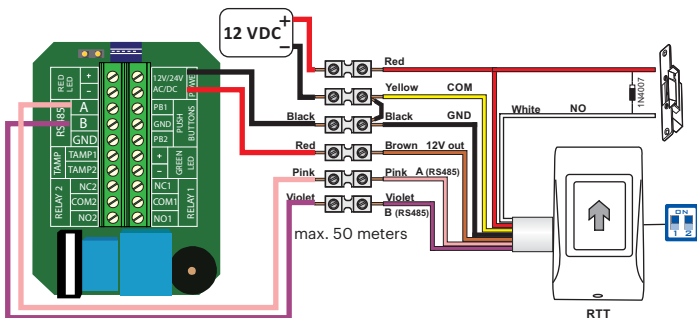 12 VDC
+
−
RED LED
+
−
12V/24V
AC/DC
POWER
RS485
A
B
GND
PB1
GND
PB2
PUSH BUTTONS
TAMP
TAMP1
TAMP2
+
−
GREEN LED
RELAY 2
NC2
COM2
NO2
NC1
COM1
NO1
RELAY 1
Red
Yellow COM
Black Black GND
Red Brown 12V out
Pink Pink A (RS485)
Violet Violet
B (RS485)
max. 50 meters
White NO
1N4007
ON
1 2
RTT